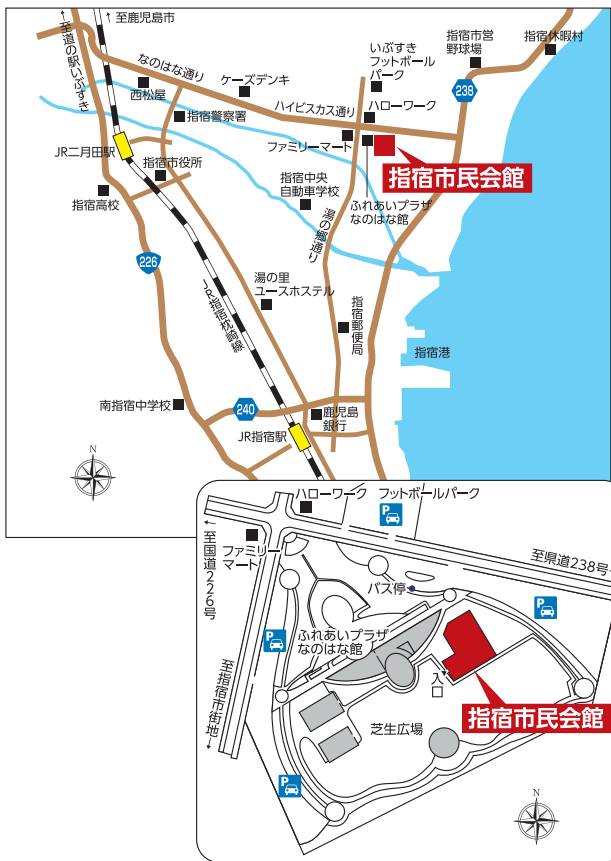 至鹿児島市
至道の駅いぶすき
なのはな通り
西松屋
ケーズデンキ
いぶすき
フットボール
パーク
指宿市営
野球場
指宿休暇村
238
ハイビスカス通り
ハローワーク
指宿警察署
ファミリーマート
指宿市民会館
JR二月田駅
指宿市役所
指宿中央
自動車学校
ふれあいプラザ
なのはな館
指宿高校
湯の郷通り
226
湯の里
ユースホステル
JR指宿枕崎線
指宿郵便局
指宿港
南指宿中学校
240
鹿児島
銀行
JR指宿駅
N
ハローワーク
フットボールパーク
P
至国道226号
ファミリー
マート
至県道238号
バス停
P
P
ふれあいプラザ
なのはな館
入口
至指宿市街地
指宿市民会館
芝生広場
P
N